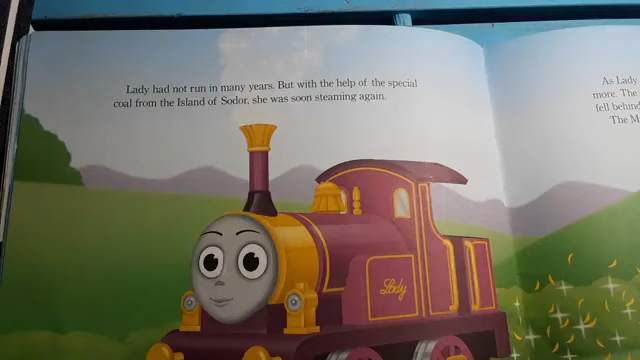 Lady had not run in many years. But with the help of the special
coal from the Island of Sodor, she was soon steaming again.
As Lady
more. The
fell behind
The M
Lady